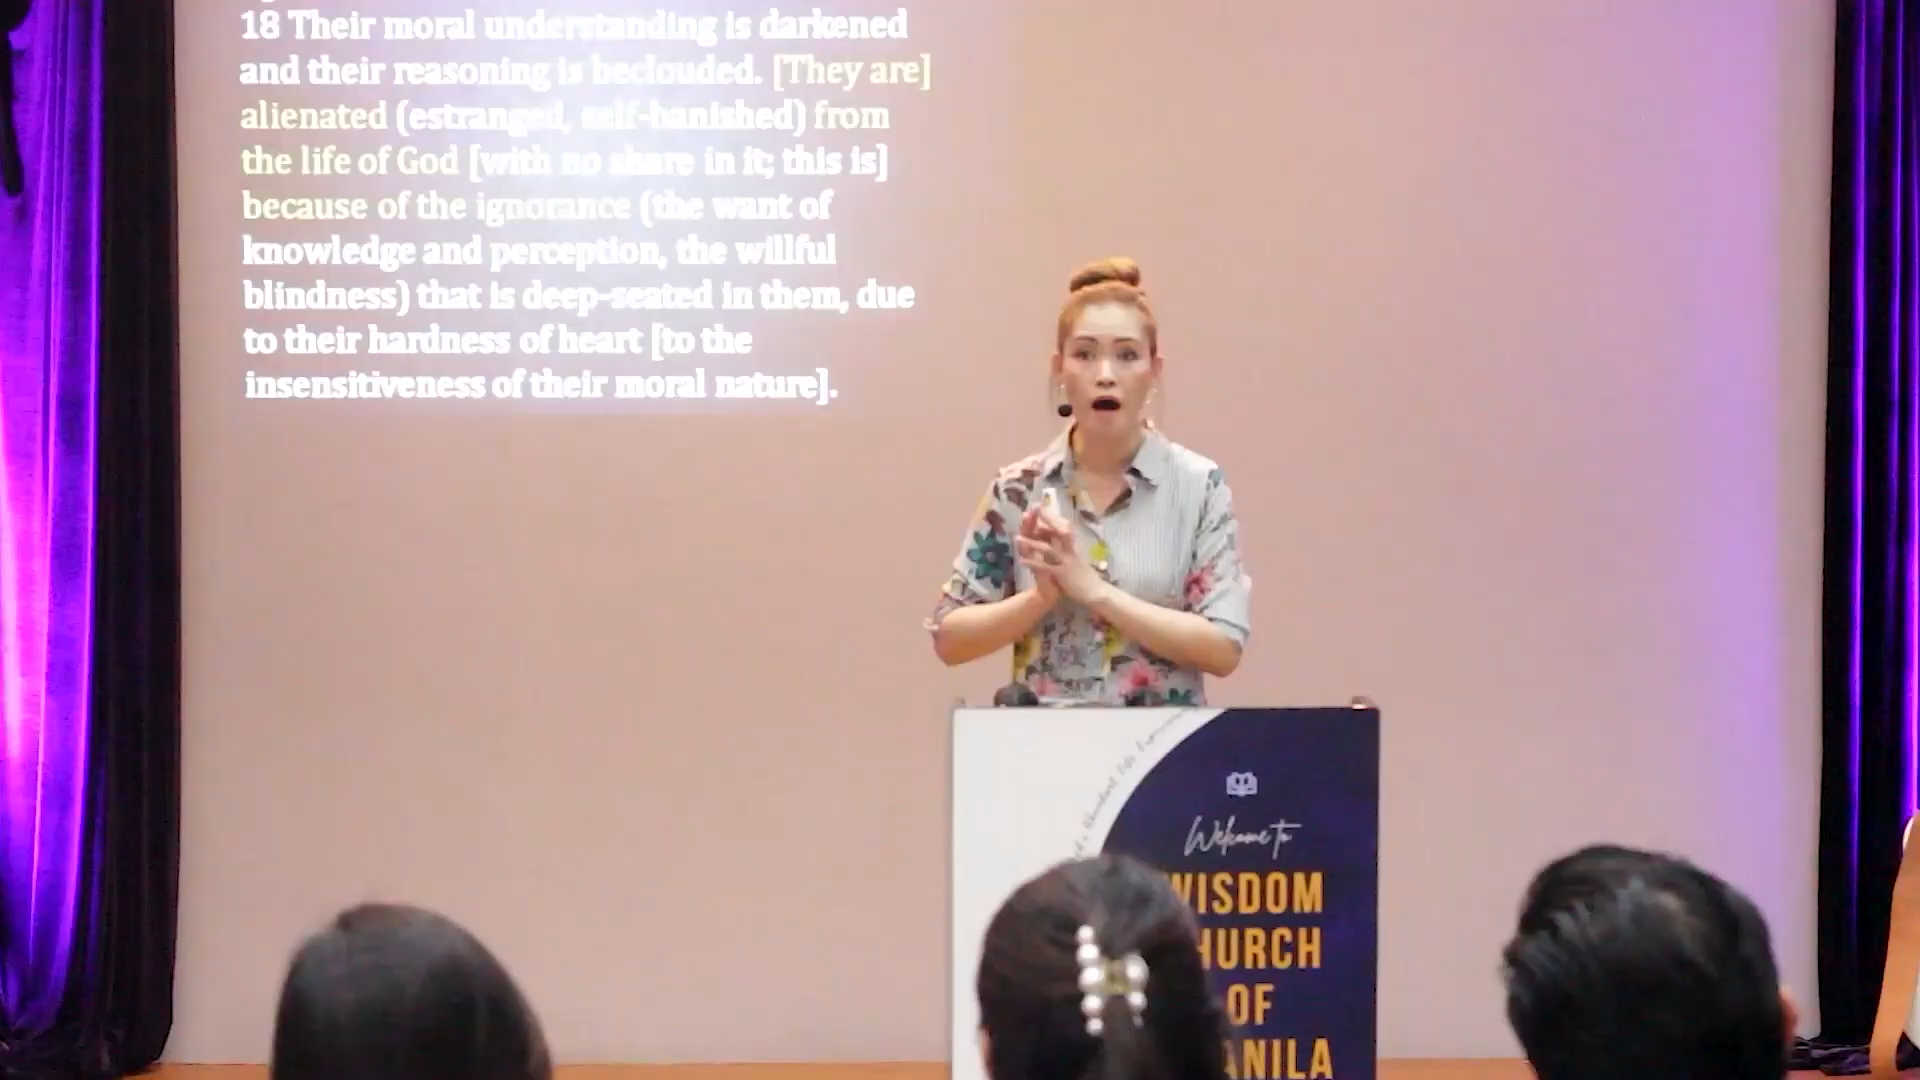 18 Their moral understanding is darkened
and their reasoning is beclouded. [They are]
alienated (estranged, self-banished) from
the life of God [with no share in it; this is]
because of the ignorance (the want of
knowledge and perception, the willful
blindness) that is deep-seated in them, due
to their hardness of heart [to the
insensitiveness of their moral nature].
Abundant Life
Welcome to
WISDOM
HURCH
OF
ANILA